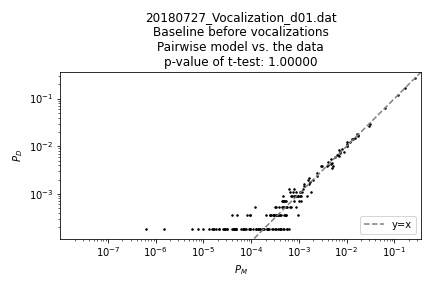 20180727_Vocalization_d01.dat
Baseline before vocalizations
Pairwise model vs. the data
p-value of t-test: 1.00000
10⁻¹
10⁻²
10⁻³
P_D
y=x
10⁻⁷ 10⁻⁶ 10⁻⁵ 10⁻⁴ 10⁻³ 10⁻² 10⁻¹
P_M